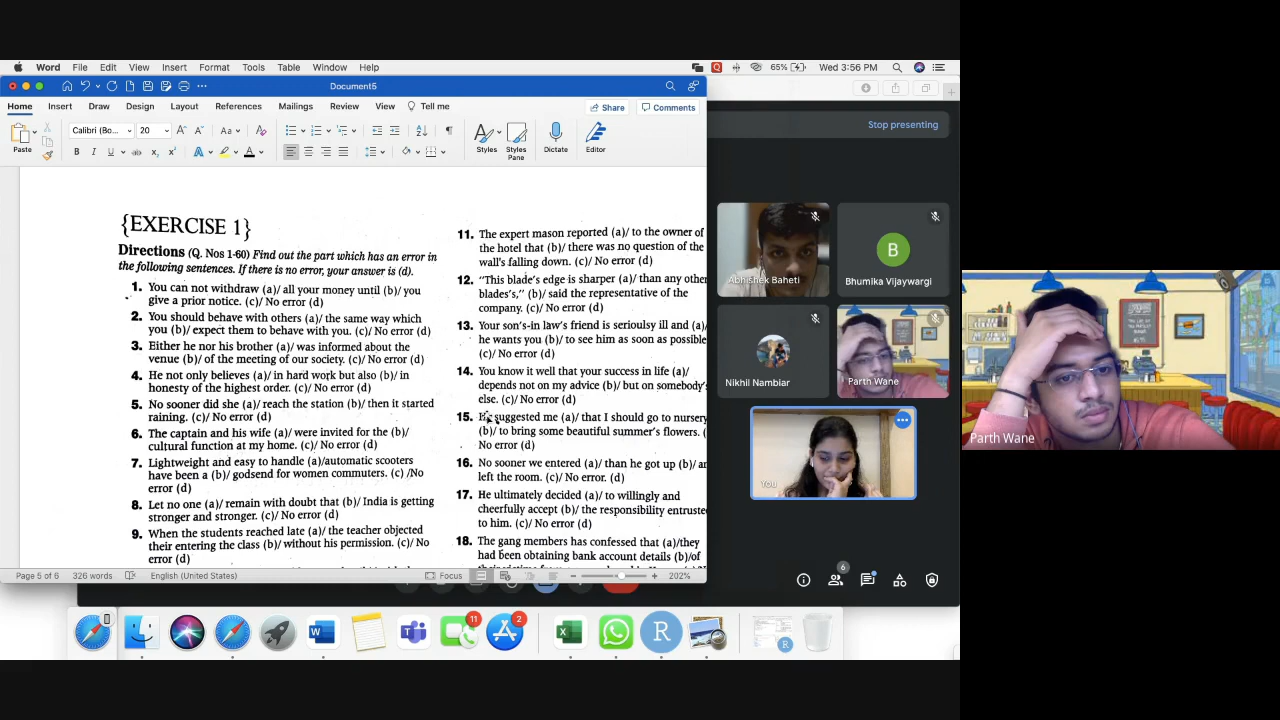 Word File Edit View Insert Format Tools Table Window Help 65% Wed 3:56 PM
Document5
Home Insert Draw Design Layout References Mailings Review View Tell me Share Comments
Paste Calibri (Bo... 20 Styles Styles Pane Dictate Editor
{EXERCISE 1}
Directions (Q. Nos 1-60) Find out the part which has an error in
the following sentences. If there is no error, your answer is (d).
1. You can not withdraw (a)/ all your money until (b)/ you
give a prior notice. (c)/ No error (d)
2. You should behave with others (a)/ the same way which
you (b)/ expect them to behave with you. (c)/ No error (d)
3. Either he nor his brother (a)/ was informed about the
venue (b)/ of the meeting of our society. (c)/ No error (d)
4. He not only believes (a)/ in hard work but also (b)/ in
honesty of the highest order. (c)/ No error (d)
5. No sooner did she (a)/ reach the station (b)/ then it started
raining. (c)/ No error (d)
6. The captain and his wife (a)/ were invited for the (b)/
cultural function at my home. (c)/ No error (d)
7. Lightweight and easy to handle (a)/automatic scooters
have been a (b)/ godsend for women commuters. (c) /No
error (d)
8. Let no one (a)/ remain with doubt that (b)/ India is getting
stronger and stronger. (c)/ No error (d)
9. When the students reached late (a)/ the teacher objected
their entering the class (b)/ without his permission. (c)/ No
error (d)
11. The expert mason reported (a)/ to the owner of
the hotel that (b)/ there was no question of the
wall's falling down. (c)/ No error (d)
12. "This blade's edge is sharper (a)/ than any other
blades's," (b)/ said the representative of the
company. (c)/ No error (d)
13. Your son's-in law's friend is serioulsy ill and (a)/
he wants you (b)/ to see him as soon as possible
(c)/ No error (d)
14. You know it well that your success in life (a)/
depends not on my advice (b)/ but on somebody's
else. (c)/ No error (d)
15. suggested me (a)/ that I should go to nursery
(b)/ to bring some beautiful summer's flowers. (
No error (d)
16. No sooner we entered (a)/ than he got up (b)/ an
left the room. (c)/ No error. (d)
17. He ultimately decided (a)/ to willingly and
cheerfully accept (b)/ the responsibility entruste
to him. (c)/ No error (d)
18. The gang members has confessed that (a)/they
had been obtaining bank account details (b)/of
Page 5 of 6 326 words English (United States) Focus 202%
Stop presenting
Abhishek Baheti
B
Bhumika Vijaywargi
Nikhil Nambiar
Parth Wane
YOU
6
11
2
Parth Wane